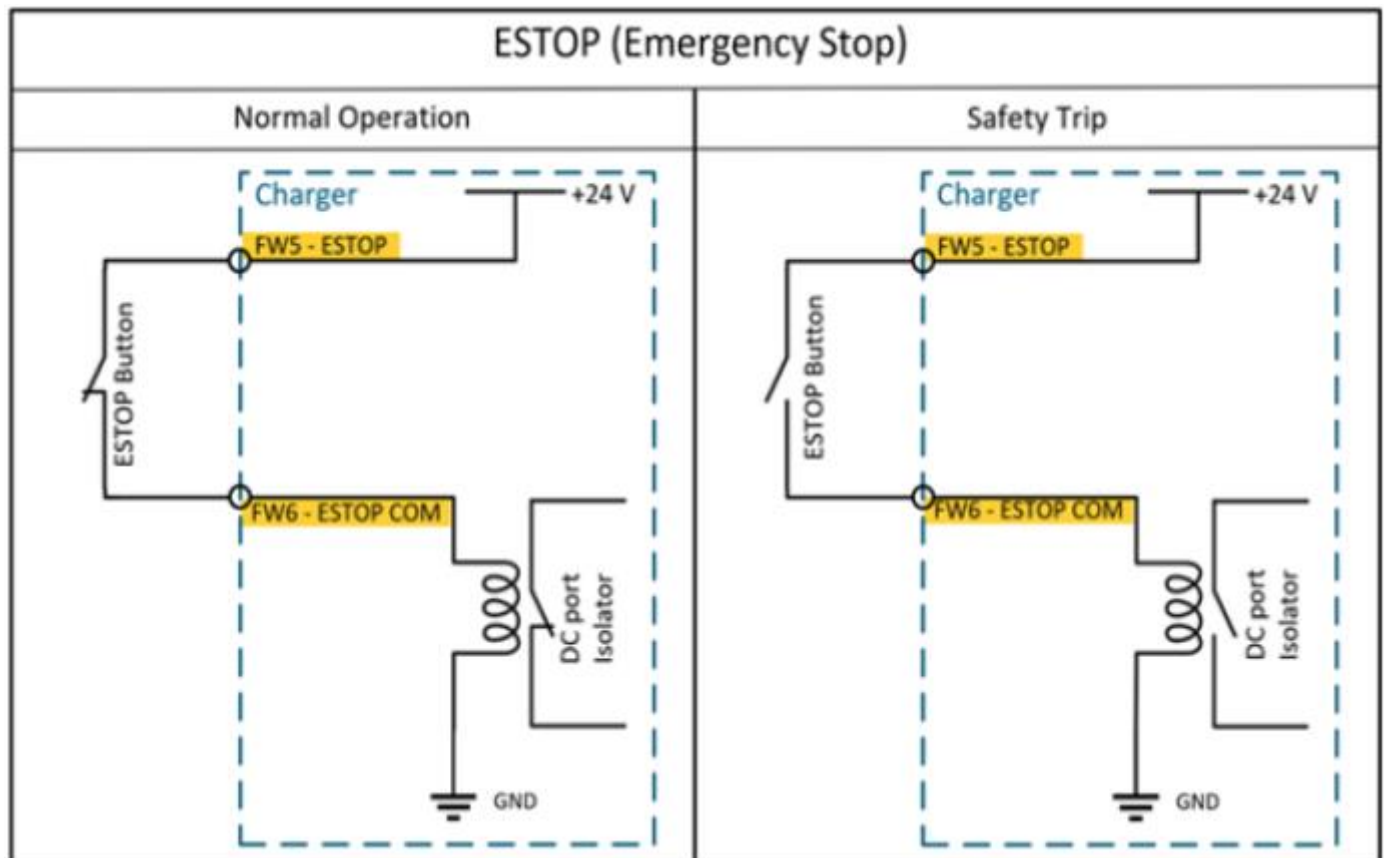 ESTOP (Emergency Stop)
Normal Operation
Safety Trip
Charger
+24 V
FW5 - ESTOP
ESTOP Button
FW6 - ESTOP COM
DC port
Isolator
GND
Charger
+24 V
FW5 - ESTOP
ESTOP Button
FW6 - ESTOP COM
DC port
Isolator
GND